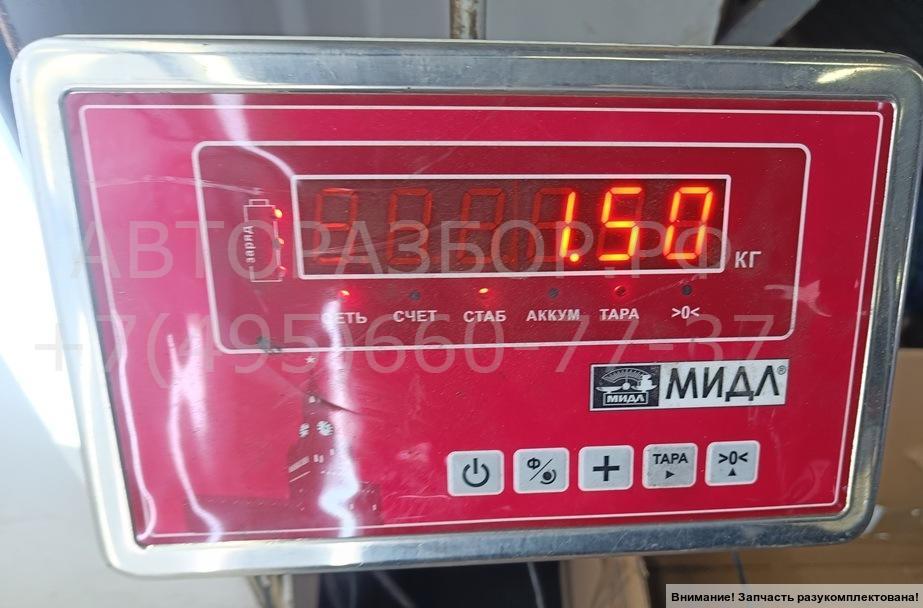 1.50
заряд
КГ
СЕТЬ СЧЕТ СТАБ АККУМ ТАРА >0<
АВТОРАЗБОР.РФ
+7(495)660-77-37
МИДЛ МИДЛ®
Ф ТАРА >0<
Внимание! Запчасть разукомплектована!